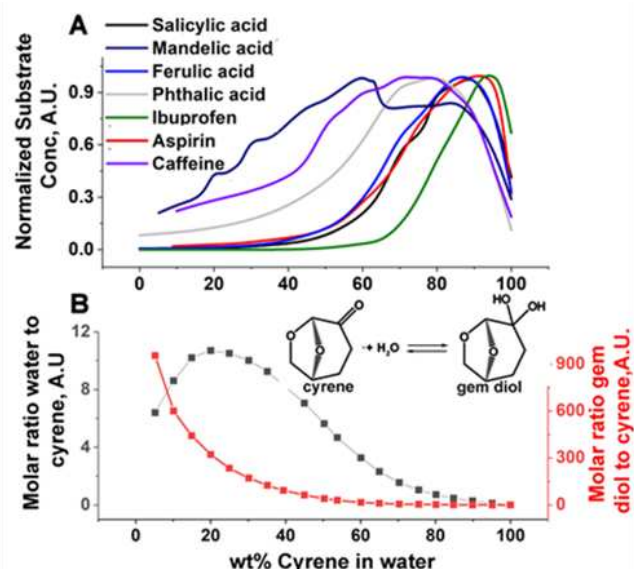 A
Salicylic acid
Mandelic acid
Ferulic acid
Phthalic acid
Ibuprofen
Aspirin
Caffeine
Normalized Substrate
Conc, A.U.
0.9
0.6
0.3
0.0
0 20 40 60 80 100
B
Molar ratio water to
cyrene, A.U
12
8
4
0
O
O
O
cyrene
+ H₂O
HO
OH
O
O
gem diol
900
600
300
0
Molar ratio gem
diol to cyrene, A.U.
0 20 40 60 80 100
wt% Cyrene in water